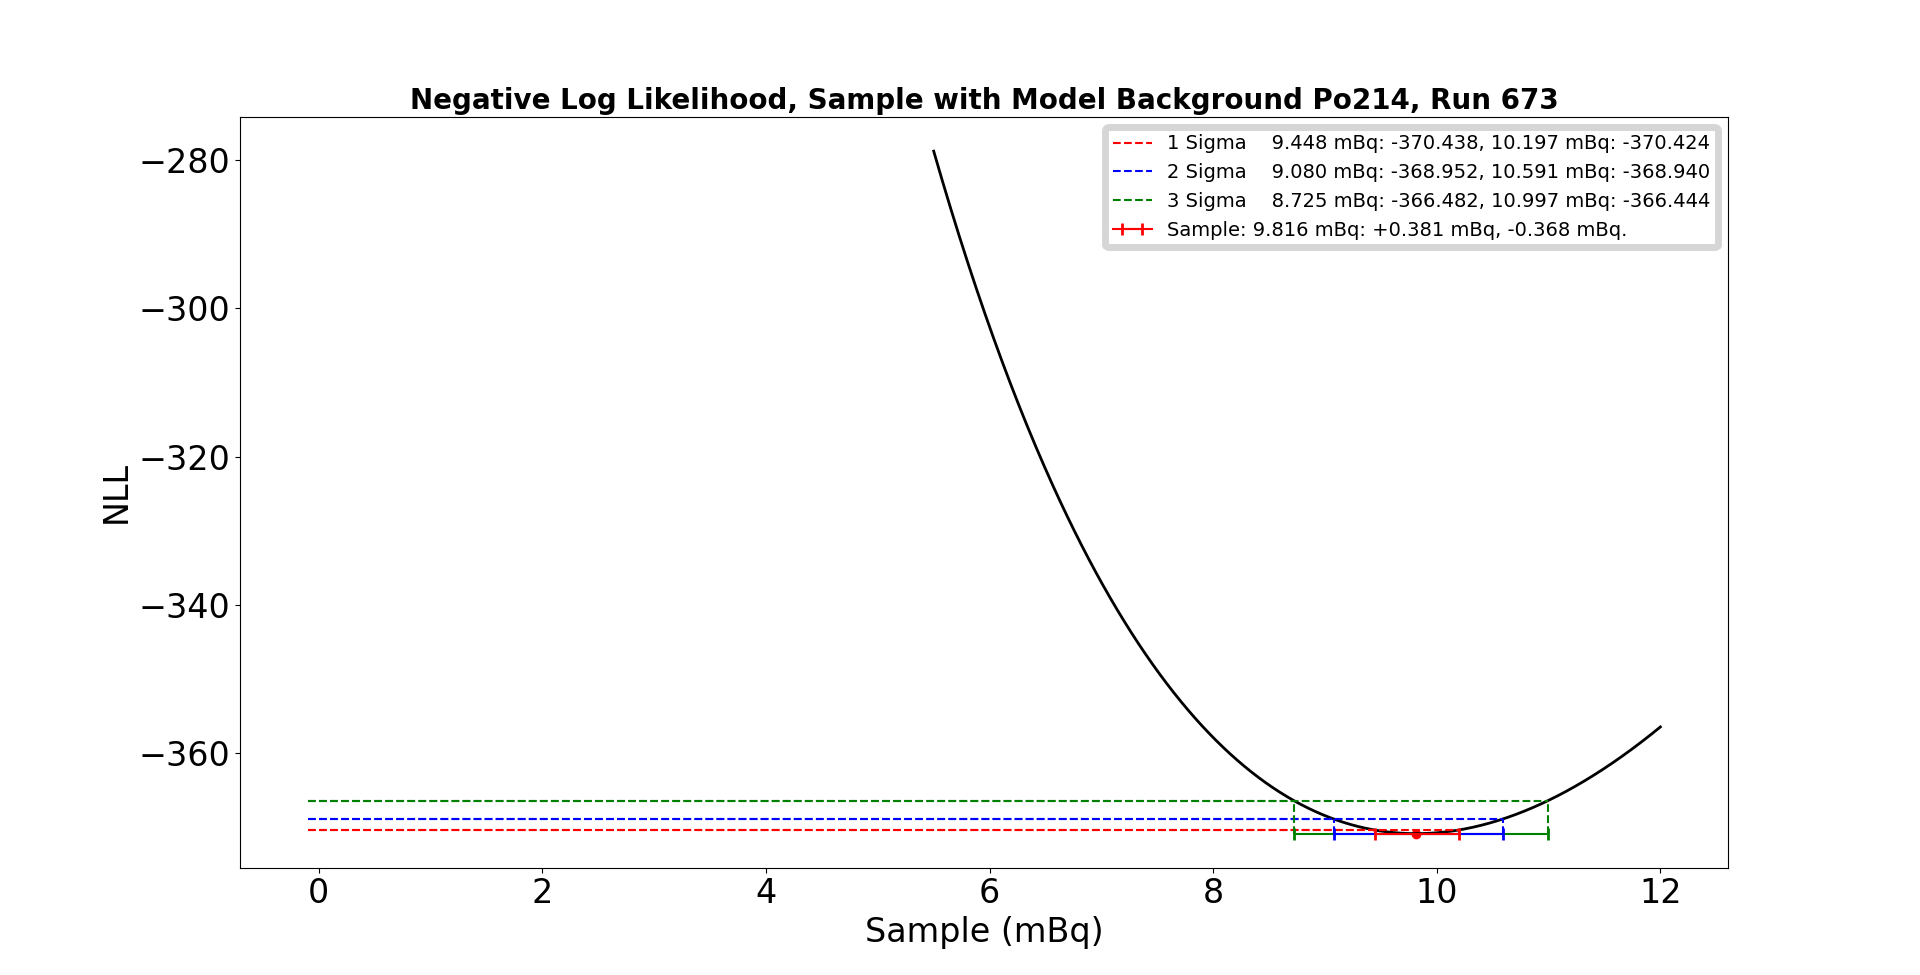 Negative Log Likelihood, Sample with Model Background Po214, Run 673
1 Sigma 9.448 mBq: -370.438, 10.197 mBq: -370.424
2 Sigma 9.080 mBq: -368.952, 10.591 mBq: -368.940
3 Sigma 8.725 mBq: -366.482, 10.997 mBq: -366.444
Sample: 9.816 mBq: +0.381 mBq, -0.368 mBq.
−280
−300
−320
−340
−360
NLL
0 2 4 6 8 10 12
Sample (mBq)